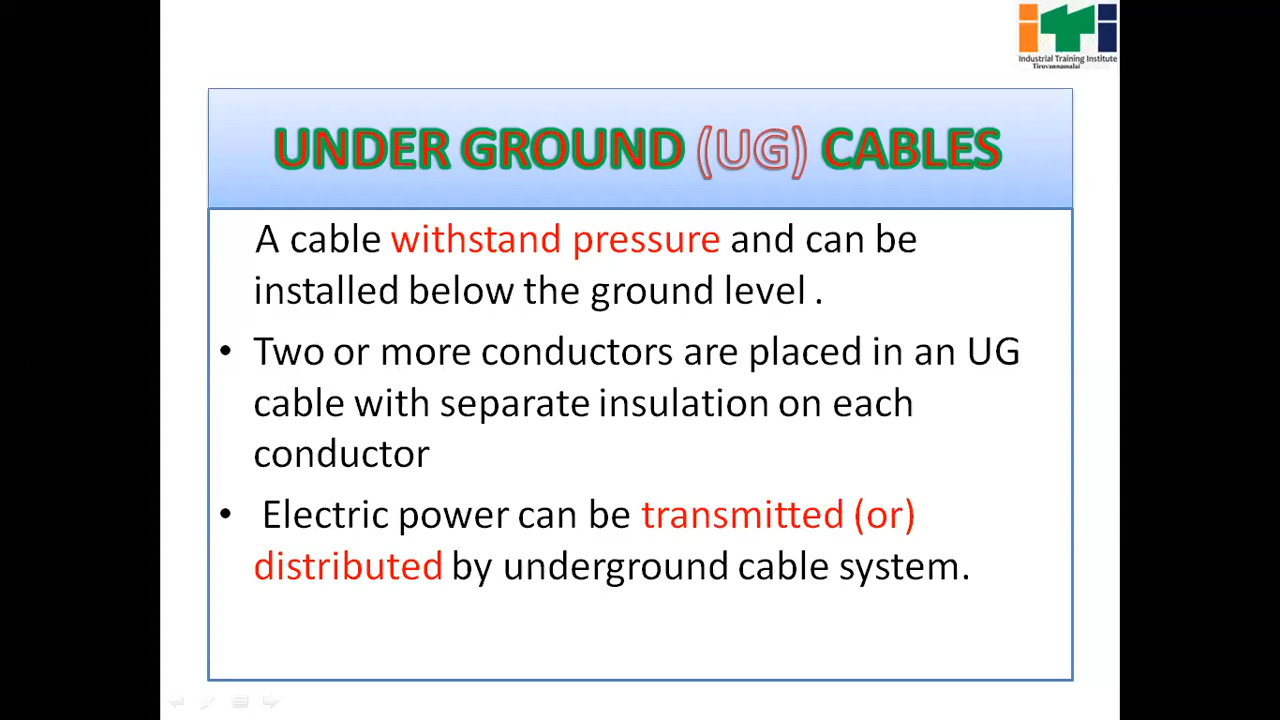 iTi
Industrial Training Institute
Tiruvannamalai
UNDER GROUND (UG) CABLES
A cable withstand pressure and can be
installed below the ground level .
• Two or more conductors are placed in an UG
cable with separate insulation on each
conductor
• Electric power can be transmitted (or)
distributed by underground cable system.